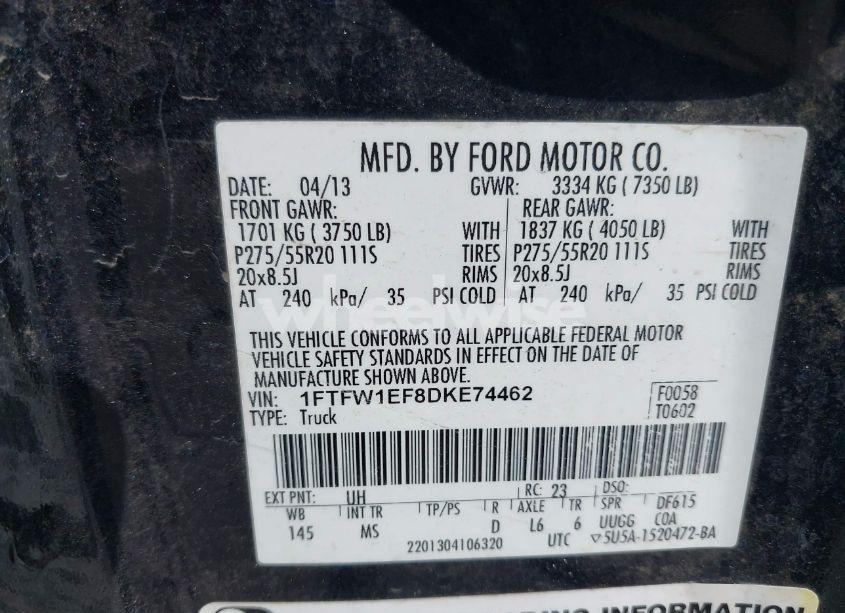 MFD. BY FORD MOTOR CO.
DATE: 04/13 GVWR: 3334 KG ( 7350 LB)
FRONT GAWR: REAR GAWR:
1701 KG ( 3750 LB) WITH 1837 KG ( 4050 LB) WITH
P275/55R20 111S TIRES P275/55R20 111S TIRES
20x8.5J RIMS 20x8.5J RIMS
AT 240 kPa/ 35 PSI COLD AT 240 kPa/ 35 PSI COLD
wheelwise
THIS VEHICLE CONFORMS TO ALL APPLICABLE FEDERAL MOTOR
VEHICLE SAFETY STANDARDS IN EFFECT ON THE DATE OF
MANUFACTURE SHOWN ABOVE.
VIN: 1FTFW1EF8DKE74462 F0058
TYPE: Truck T0602
EXT PNT: UH RC: 23 DSO:
WB INT TR TP/PS R AXLE TR SPR DF615
145 MS D L6 6 UUGG COA
2201304106320 UTC ▽5U5A-1520472-BA
INFORMATION